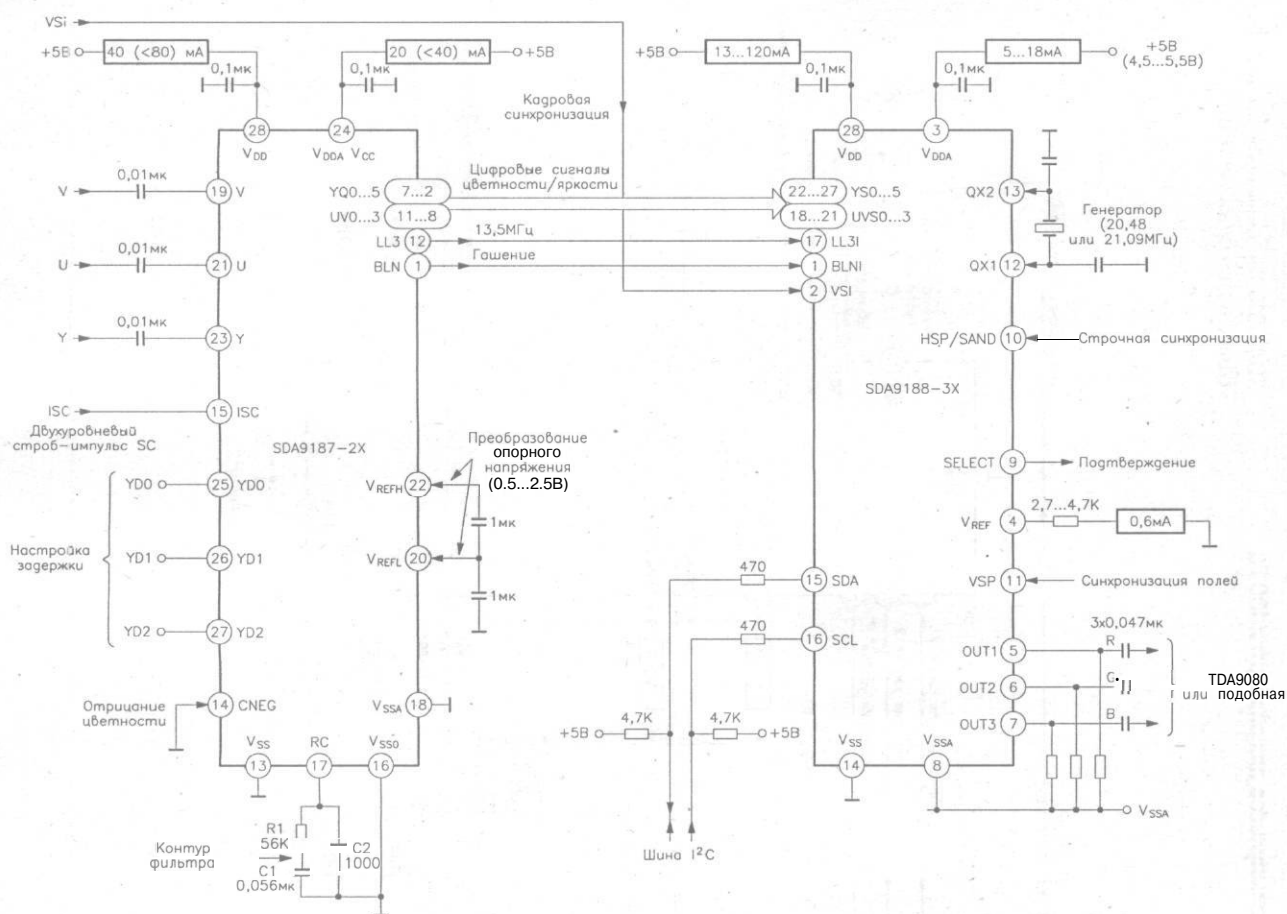 VSi
+5В
40 (<80) мА
20 (<40) мА
+5В
+5В
13...120мА
5...18мА
+5В
(4,5...5,5В)
0,1мк
0,1мк
0,1мк
0,1мк
Кадровая
синхронизация
28
24
28
3
VDD
VDDA VCC
VDD
VDDA
V
0,01мк
19
V
YQ0...5
7...2
Цифровые сигналы
цветности/яркости
22...27
YS0...5
QX2
13
UV0...3
11...8
18...21
UVS0...3
Генератор
(20,48
или 21,09МГц)
LL3
12
13,5МГц
17
LL3I
U
0,01мк
21
U
BLN
1
Гашение
1
BLNI
QX1
12
2
VSI
Y
0,01мк
23
Y
HSP/SAND
10
Строчная синхронизация
SDA9188-3X
ISC
15
ISC
Двухуровневый
строб-импульс SC
SDA9187-2X
Преобразование
опорного
напряжения
(0.5...2.5В)
SELECT
9
Подтверждение
YD0
25
YD0
VREFH
22
1мк
VREF
4
2,7...4,7К
0,6мА
Настройка
задержки
YD1
26
YD1
VREFL
20
1мк
470
15
SDA
VSP
11
Синхронизация полей
YD2
27
YD2
470
16
SCL
3x0,047мк
OUT1
5
R
OUT2
6
G
TDA9080
или подобная
OUT3
7
B
Отрицание
цветности
14
CNEG
VSSA
18
+5В
4,7К
4,7К
+5В
VSS
RC
VSSQ
VSS
VSSA
13
17
16
14
8
VSSA
R1
56К
C2
1000
Контур
фильтра
C1
0,056мк
Шина I²C